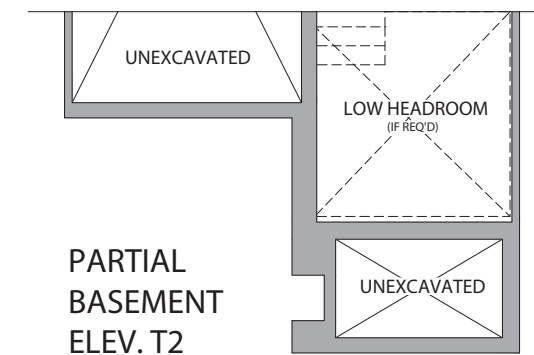 UNEXCAVATED
LOW HEADROOM
(IF REQ'D)
UNEXCAVATED
PARTIAL
BASEMENT
ELEV. T2